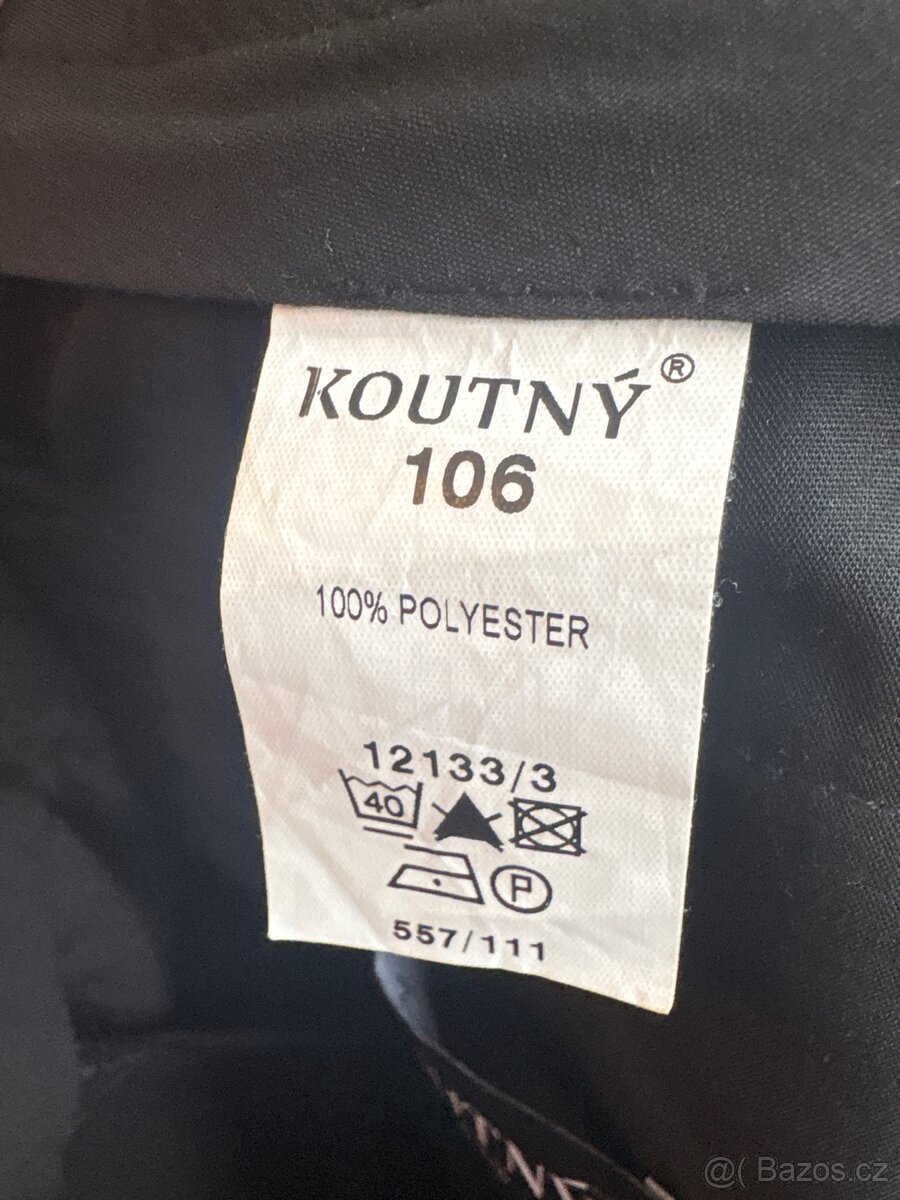 KOUTNÝ®
106
100% POLYESTER
12133/3
40
P
557/111
@( Bazos.cz